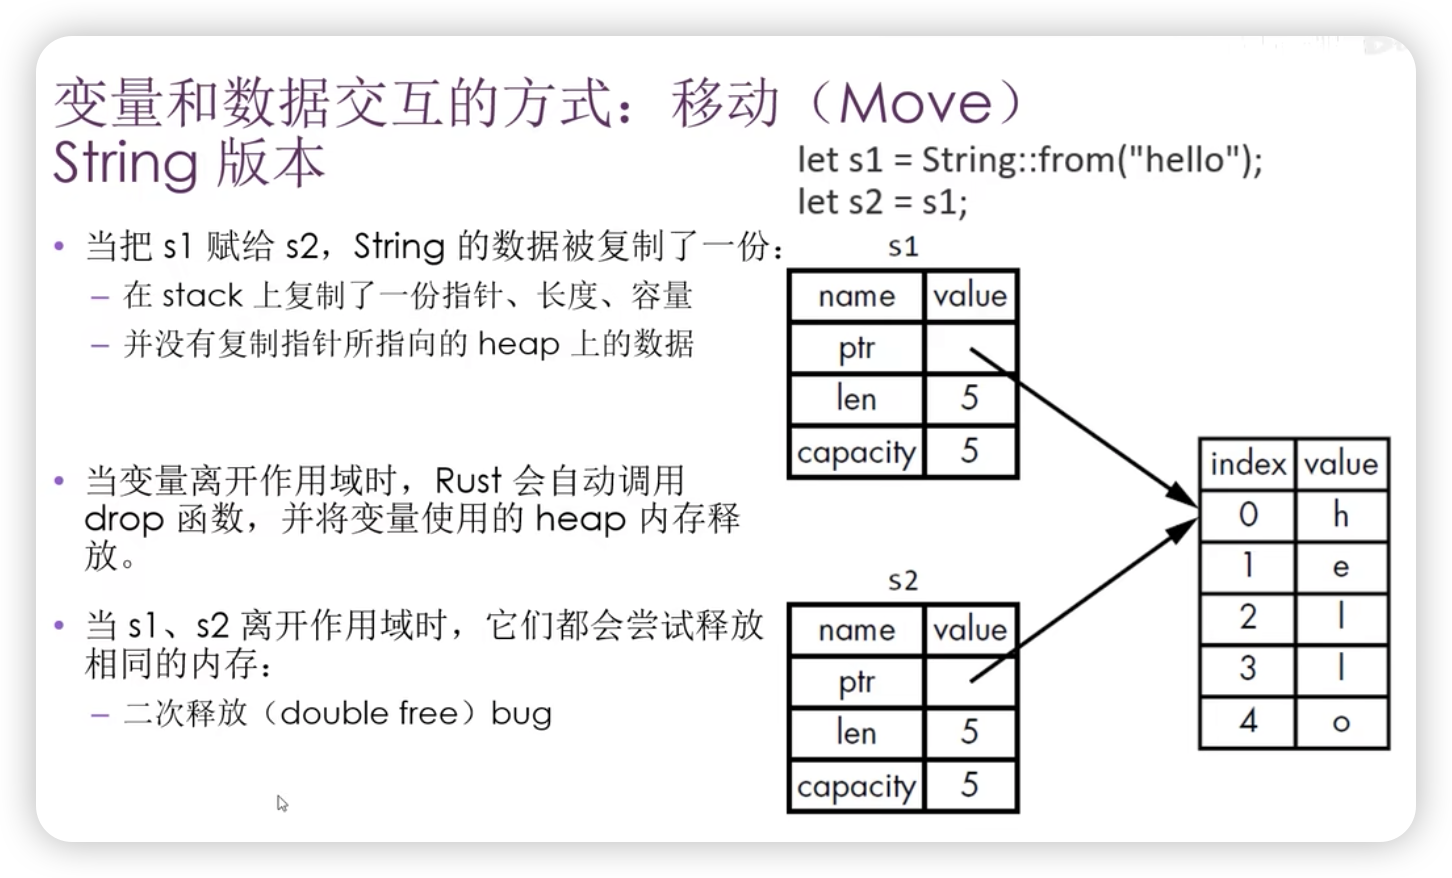 变量和数据交互的方式：移动（Move）
String 版本
let s1 = String::from("hello");
let s2 = s1;
• 当把 s1 赋给 s2，String 的数据被复制了一份：
– 在 stack 上复制了一份指针、长度、容量
– 并没有复制指针所指向的 heap 上的数据
• 当变量离开作用域时，Rust 会自动调用
drop 函数，并将变量使用的 heap 内存释
放。
• 当 s1、s2 离开作用域时，它们都会尝试释放
相同的内存：
– 二次释放（double free）bug
s1
name value
ptr
len 5
capacity 5
s2
name value
ptr
len 5
capacity 5
index value
0 h
1 e
2 l
3 l
4 o